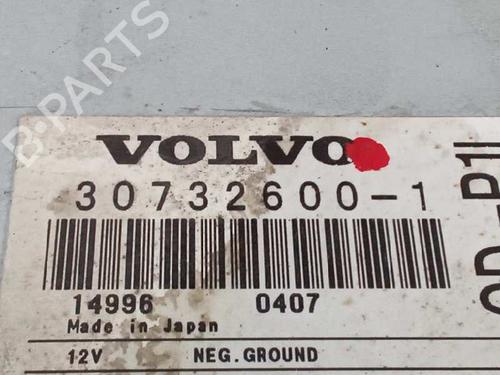 B-PARTS
VOLVO
30732600-1
14996 0407
Made in Japan
12V NEG. GROUND